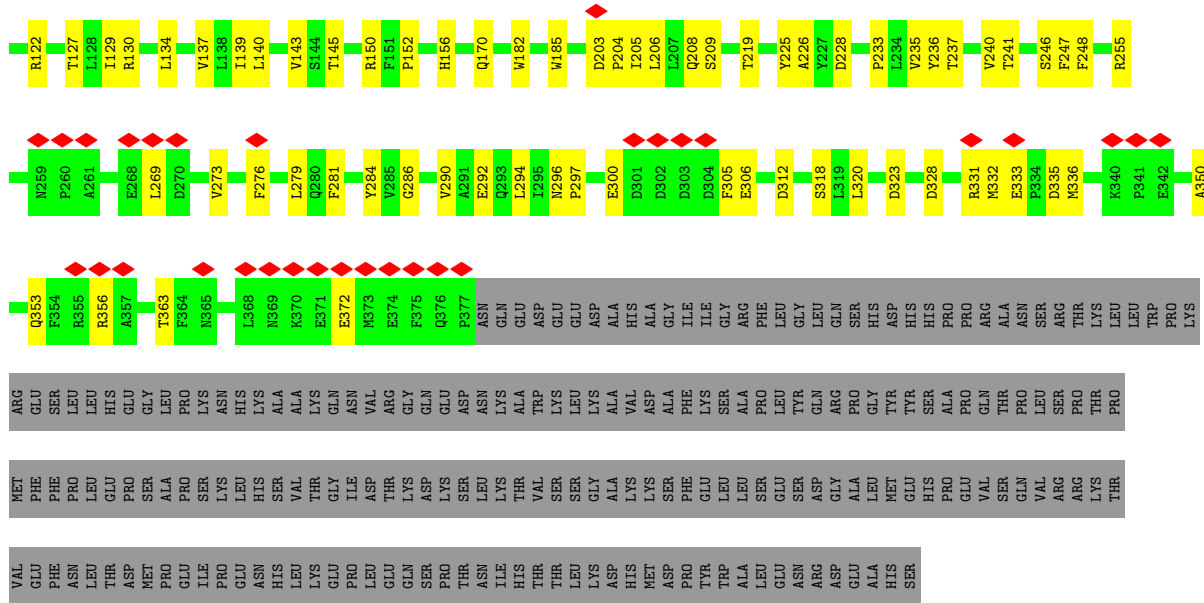 R122 T127 L128 I129 R130 L134 V137 L138 I139 L140 V143 S144 T145 R150 F151 P152 H156 Q170 W182 W185 D203 P204 I205 L206 L207 Q208 S209 T219 Y225 A226 Y227 D228 P233 L234 V235 Y236 T237 V240 T241 S246 F247 F248 R255
N259 P260 A261 E268 L269 D270 V273 F276 L279 Q280 F281 Y284 V285 G286 V290 A291 E292 Q293 L294 I295 N296 P297 E300 D301 D302 D303 D304 F305 E306 D312 S318 L319 L320 D323 D328 R331 M332 E333 P334 D335 M336 K340 P341 E342 A350
Q353 F354 R355 R356 A357 T363 F364 N365 L368 N369 K370 E371 E372 M373 E374 F375 Q376 P377 ASN GLN GLU ASP GLU GLU ASP ALA HIS ALA GLY ILE ILE GLY ARG PHE LEU GLY LEU GLN SER HIS ASP HIS HIS PRO PRO ARG ALA ASN SER ARG THR LYS LEU LEU TRP PRO LYS
ARG GLU SER LEU LEU HIS GLU GLY LEU PRO LYS ASN HIS LYS ALA ALA LYS GLN ASN VAL ARG GLY GLN GLU ASP ASN LYS ALA TRP LYS LEU LYS ALA VAL ASP ALA PHE LYS SER ALA PRO LEU TYR GLN ARG PRO GLY TYR TYR SER ALA PRO GLN THR PRO LEU SER PRO THR PRO
MET PHE PHE PRO LEU GLU PRO SER ALA PRO SER LYS LEU HIS SER VAL THR GLY ILE ASP THR LYS ASP LYS SER LEU LYS THR VAL SER SER GLY ALA LYS LYS SER PHE GLU LEU LEU SER GLU SER ASP GLY ALA LEU MET GLU HIS PRO GLU VAL SER GLN VAL ARG ARG LYS THR
VAL GLU PHE ASN LEU THR ASP MET PRO GLU ILE PRO GLU ASN HIS LEU LYS GLU PRO LEU GLU GLN SER PRO THR ASN ILE HIS THR THR LEU LYS ASP HIS MET ASP PRO TYR TRP ALA LEU GLU ASN ARG ASP GLU ALA HIS SER